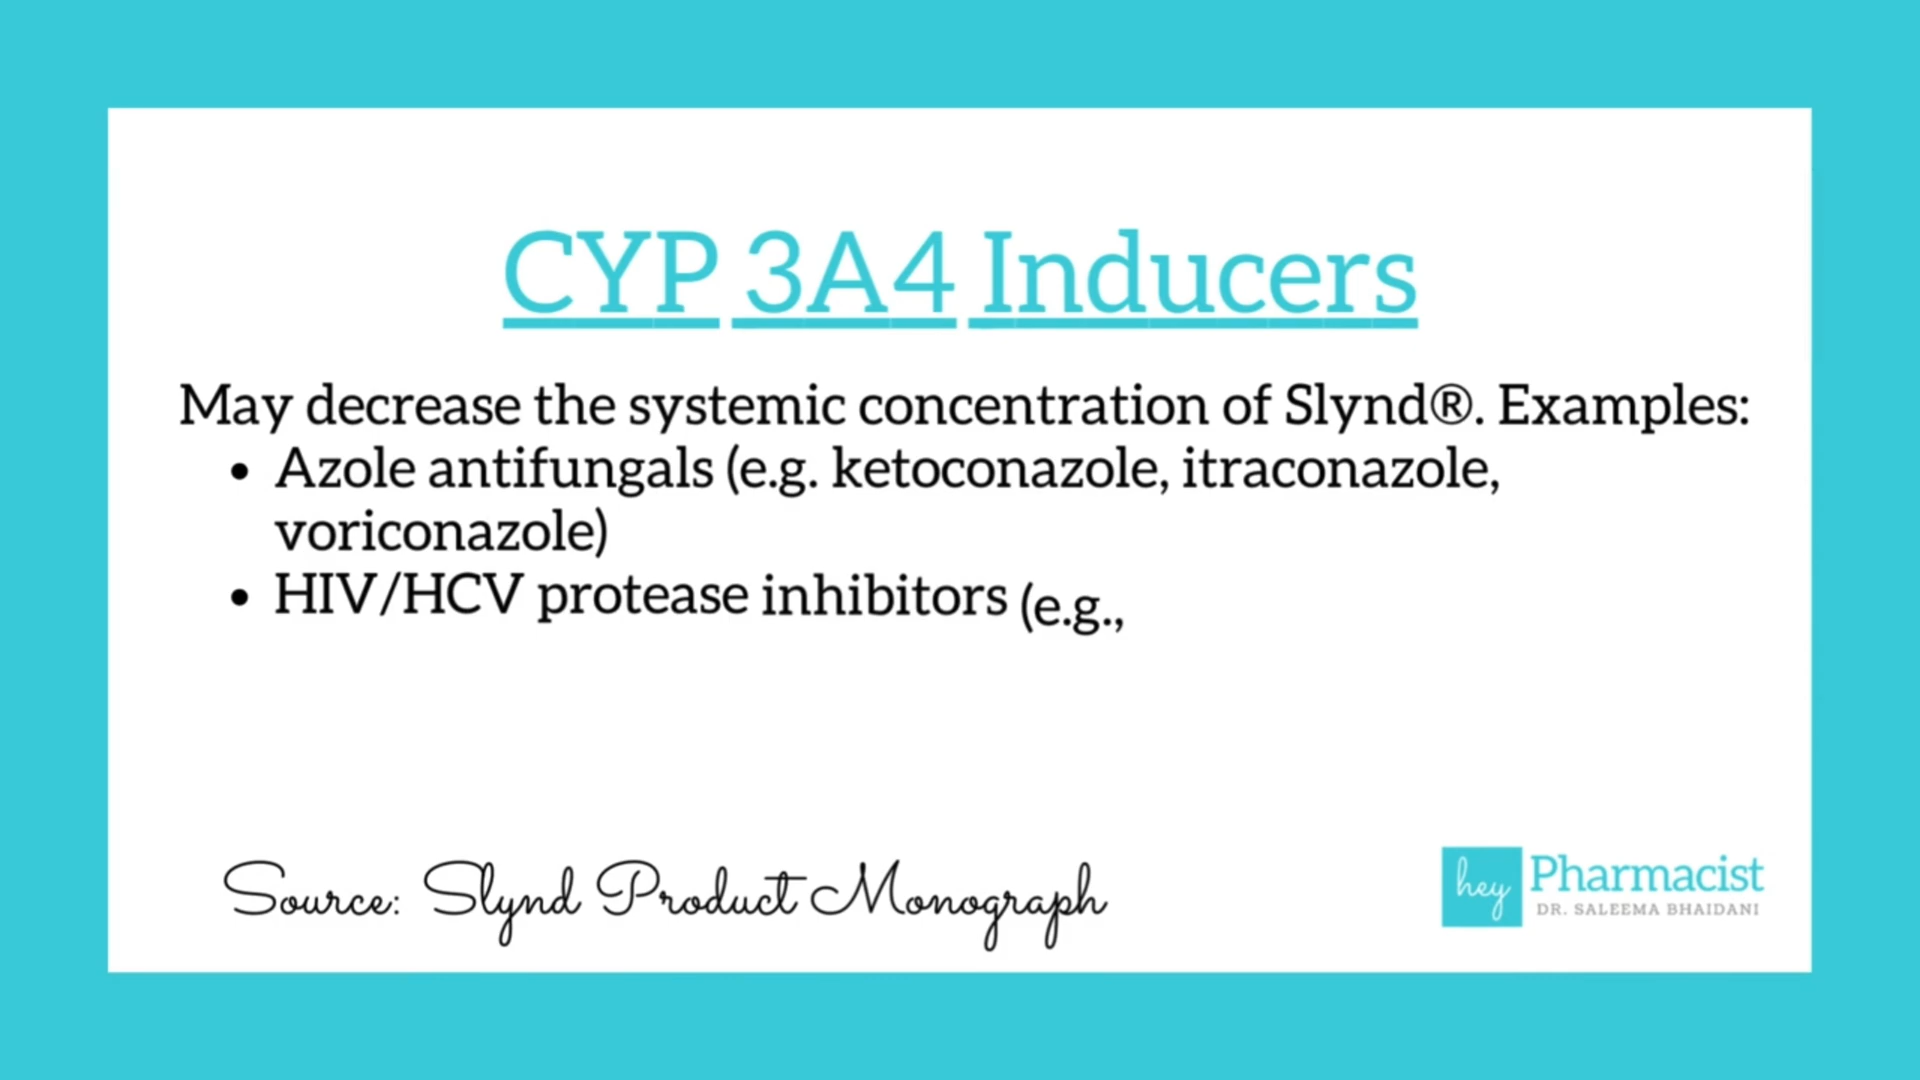 CYP 3A4 Inducers
May decrease the systemic concentration of Slynd®. Examples:
• Azole antifungals (e.g. ketoconazole, itraconazole,
voriconazole)
• HIV/HCV protease inhibitors (e.g.,
Source: Slynd Product Monograph
hey Pharmacist
DR. SALEEMA BHAIDANI